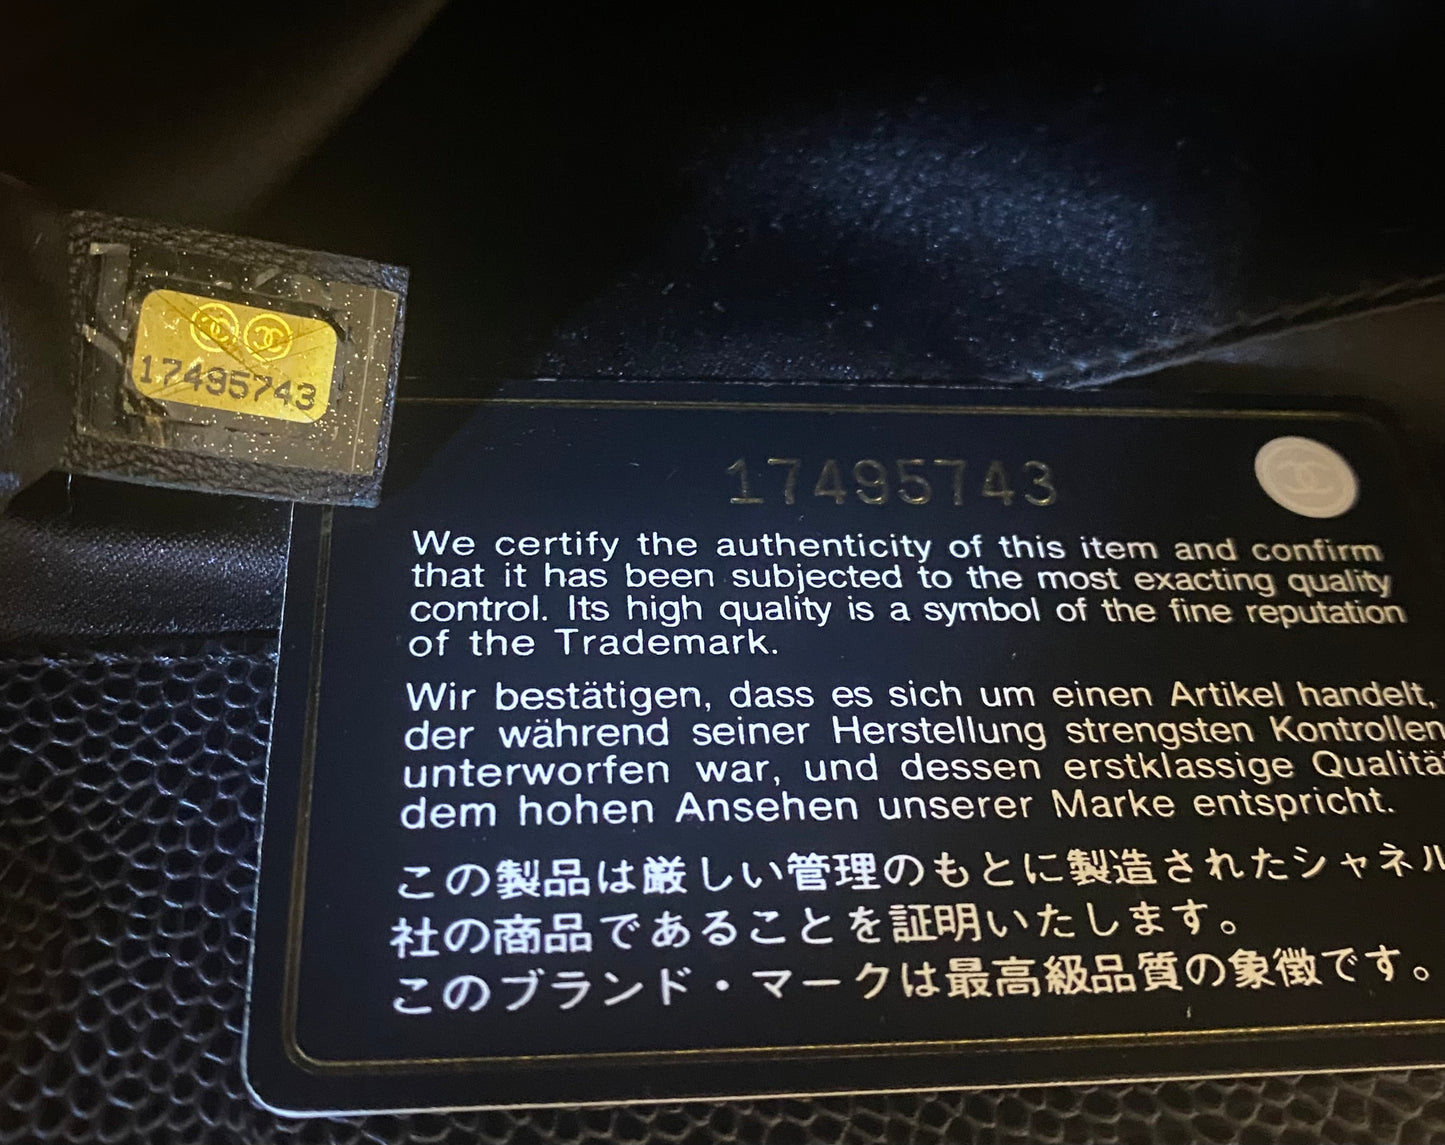 17495743
17495743
We certify the authenticity of this item and confirm
that it has been subjected to the most exacting quality
control. Its high quality is a symbol of the fine reputation
of the Trademark.
Wir bestätigen, dass es sich um einen Artikel handelt,
der während seiner Herstellung strengsten Kontrollen
unterworfen war, und dessen erstklassige Qualitä
dem hohen Ansehen unserer Marke entspricht.
この製品は厳しい管理のもとに製造されたシャネル
社の商品であることを証明いたします。
このブランド・マークは最高級品質の象徴です。